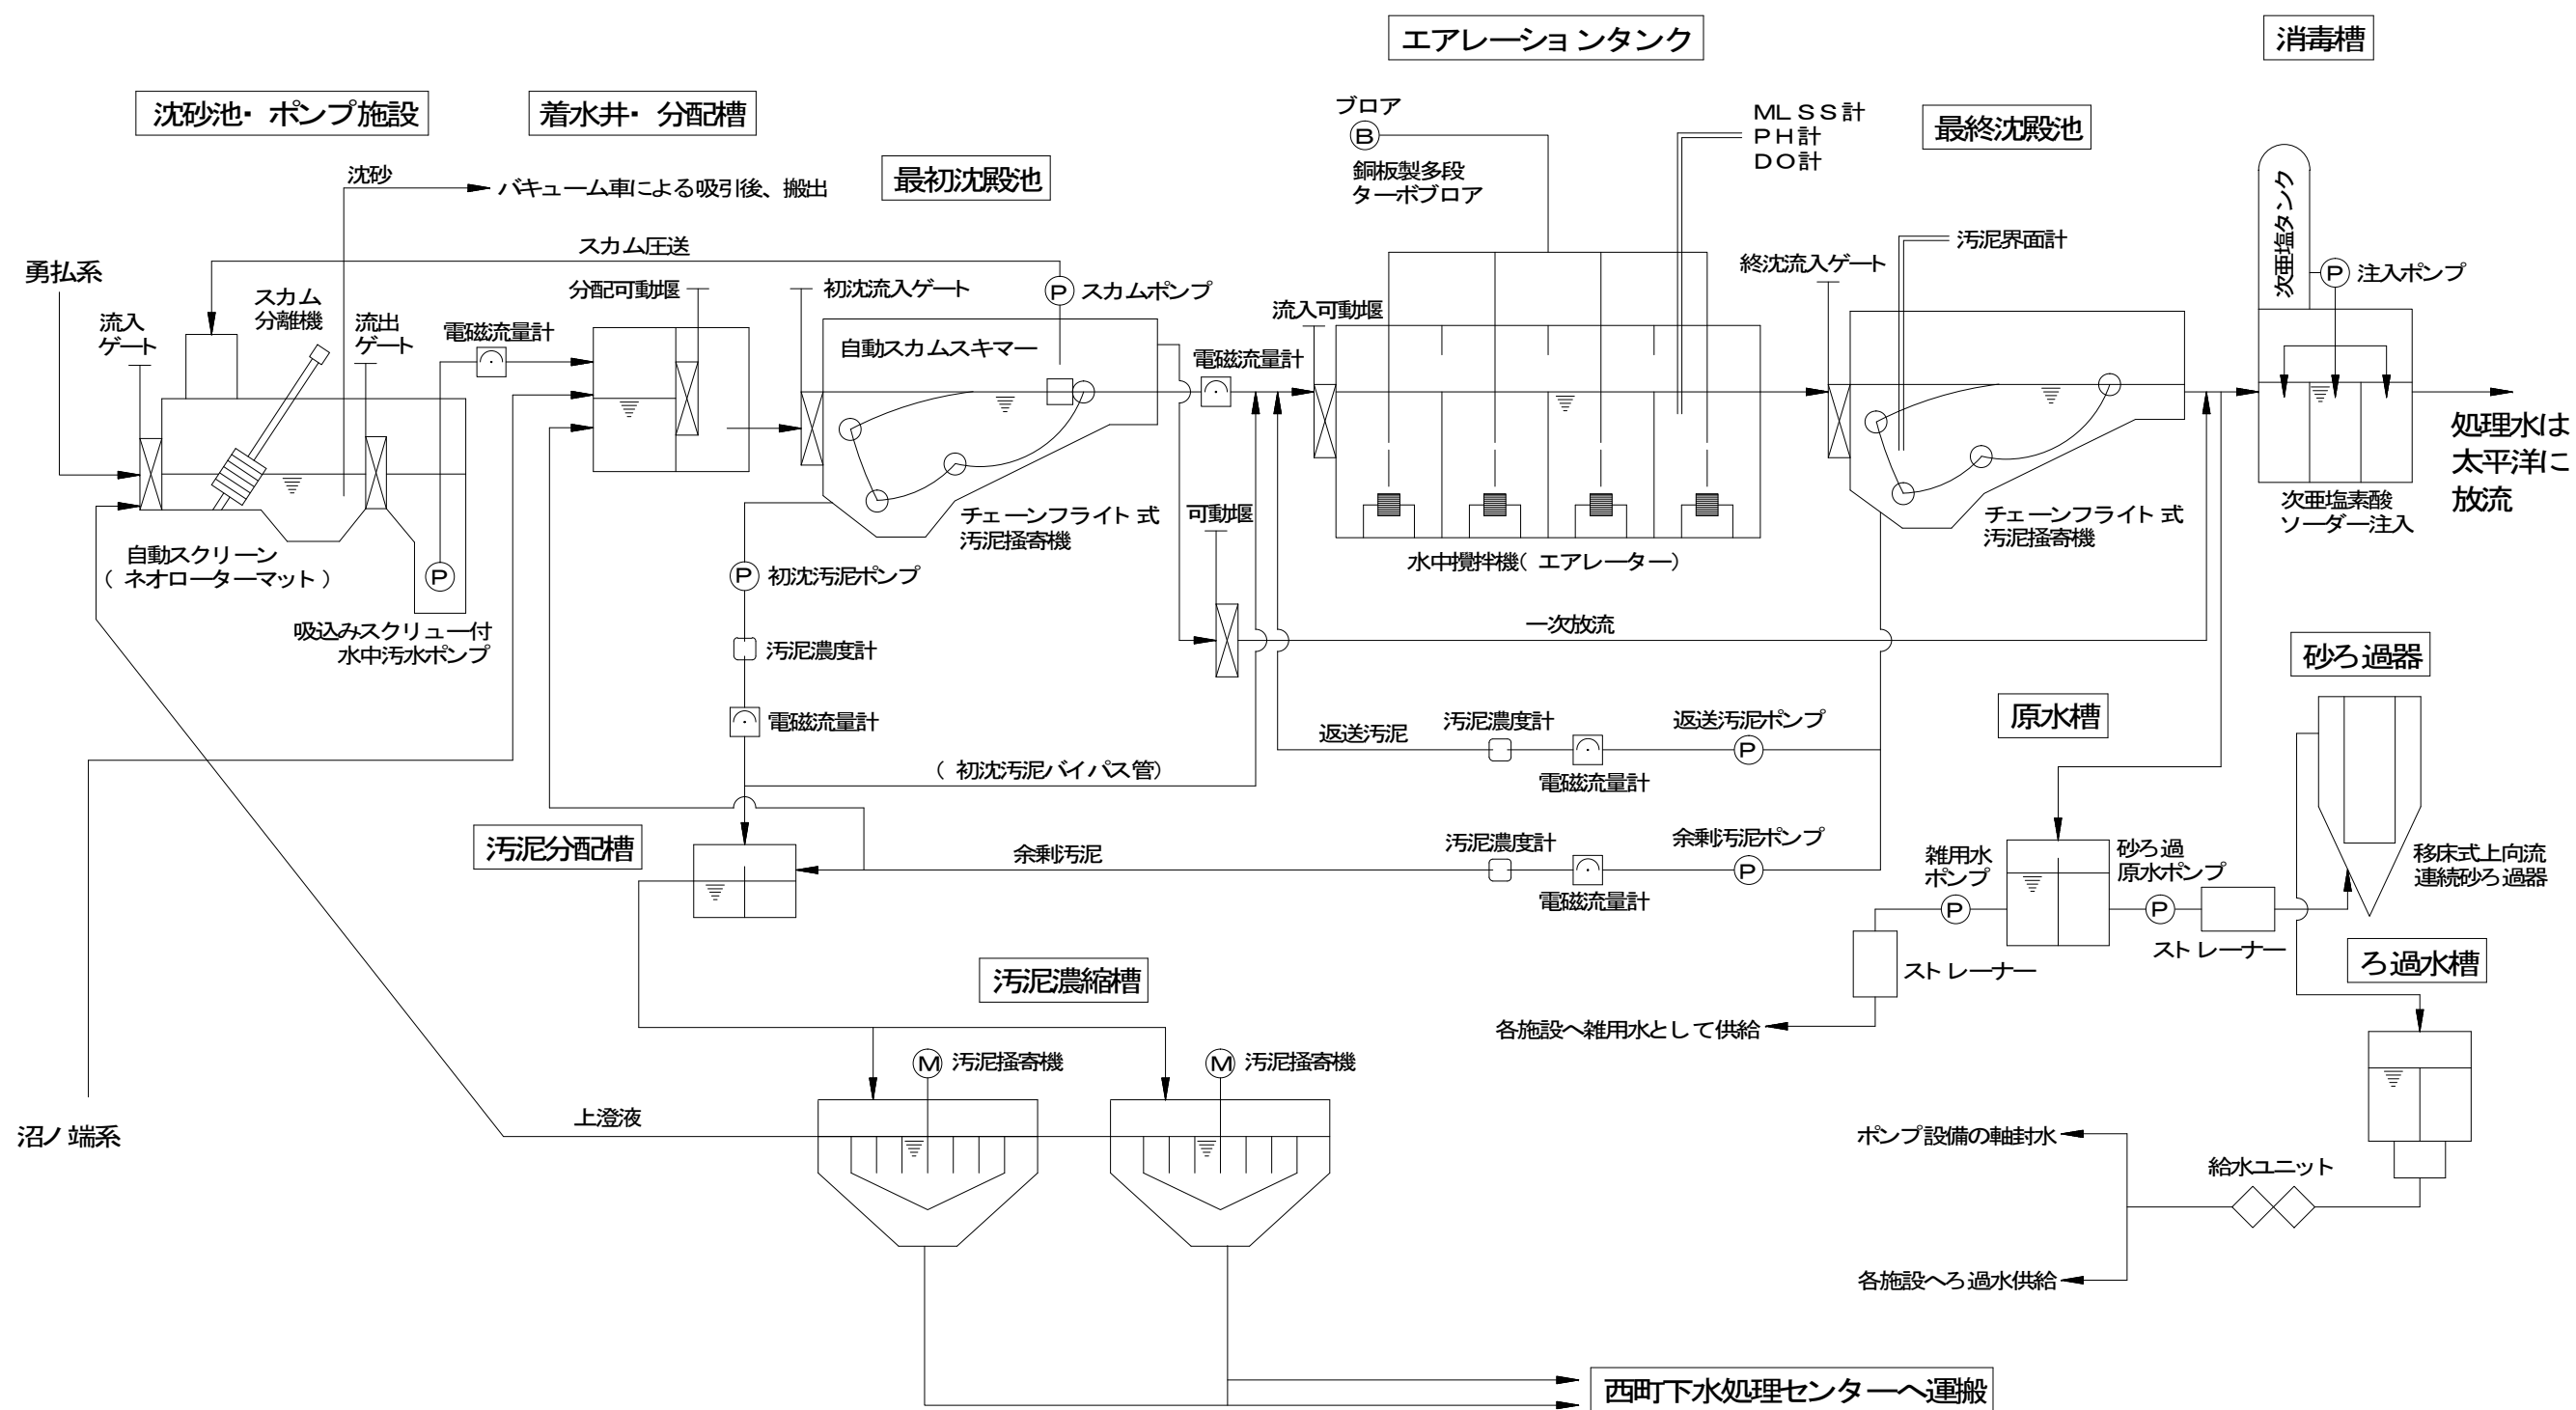 エアレーションタンク
消毒槽
沈砂池・ポンプ施設
着水井・分配槽
最終沈殿池
最初沈殿池
ブロア
B
銅板製多段
ターボブロア
MLSS計
PH計
DO計
沈砂
バキューム車による吸引後、搬出
スカム圧送
勇払系
流入
ゲート
スカム
分離機
流出
ゲート
電磁流量計
分配可動堰
初沈流入ゲート
P
スカムポンプ
自動スカムスキマー
電磁流量計
流入可動堰
終沈流入ゲート
汚泥界面計
次亜塩タンク
P
注入ポンプ
処理水は
太平洋に
放流
次亜塩素酸
ソーダー注入
自動スクリーン
(ネオローターマット)
P
吸込みスクリュー付
水中汚水ポンプ
チェーンフライト式
汚泥掻寄機
可動堰
水中攪拌機(エアレーター)
チェーンフライト式
汚泥掻寄機
P
初沈汚泥ポンプ
汚泥濃度計
電磁流量計
一次放流
砂ろ過器
原水槽
返送汚泥
汚泥濃度計
電磁流量計
返送汚泥ポンプ
P
(初沈汚泥バイパス管)
汚泥分配槽
余剰汚泥
汚泥濃度計
電磁流量計
余剰汚泥ポンプ
P
雑用水
ポンプ
P
砂ろ過
原水ポンプ
P
移床式上向流
連続砂ろ過器
ストレーナー
ストレーナー
ろ過水槽
各施設へ雑用水として供給
汚泥濃縮槽
M
汚泥掻寄機
M
汚泥掻寄機
上澄液
沼ノ端系
ポンプ設備の軸封水
給水ユニット
各施設へろ過水供給
西町下水処理センターへ運搬